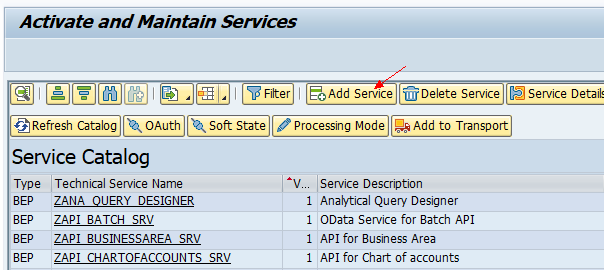 Activate and Maintain Services
Filter Add Service Delete Service Service Details
Refresh Catalog OAuth Soft State Processing Mode Add to Transport
Service Catalog
Type Technical Service Name V... Service Description
BEP ZANA_QUERY_DESIGNER 1 Analytical Query Designer
BEP ZAPI_BATCH_SRV 1 OData Service for Batch API
BEP ZAPI_BUSINESSAREA_SRV 1 API for Business Area
BEP ZAPI_CHARTOFACCOUNTS_SRV 1 API for Chart of accounts